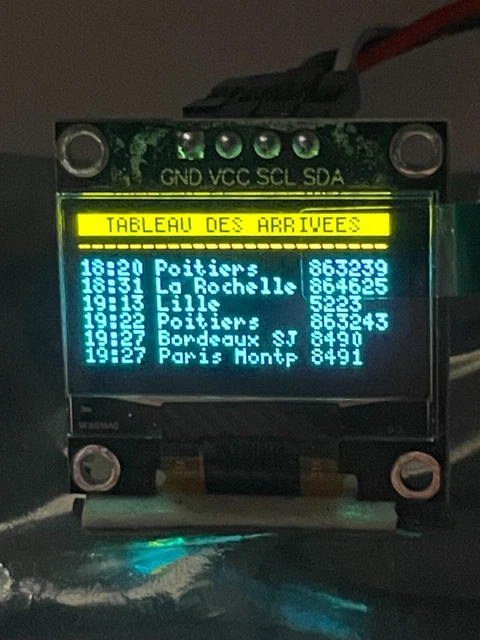 GND VCC SCL SDA
TABLEAU DES ARRIVEES
18:20 Poitiers 863239
18:31 La Rochelle 864625
19:13 Lille 5223
19:22 Poitiers 863243
19:27 Bordeaux SJ 8490
19:27 Paris Montp 8491